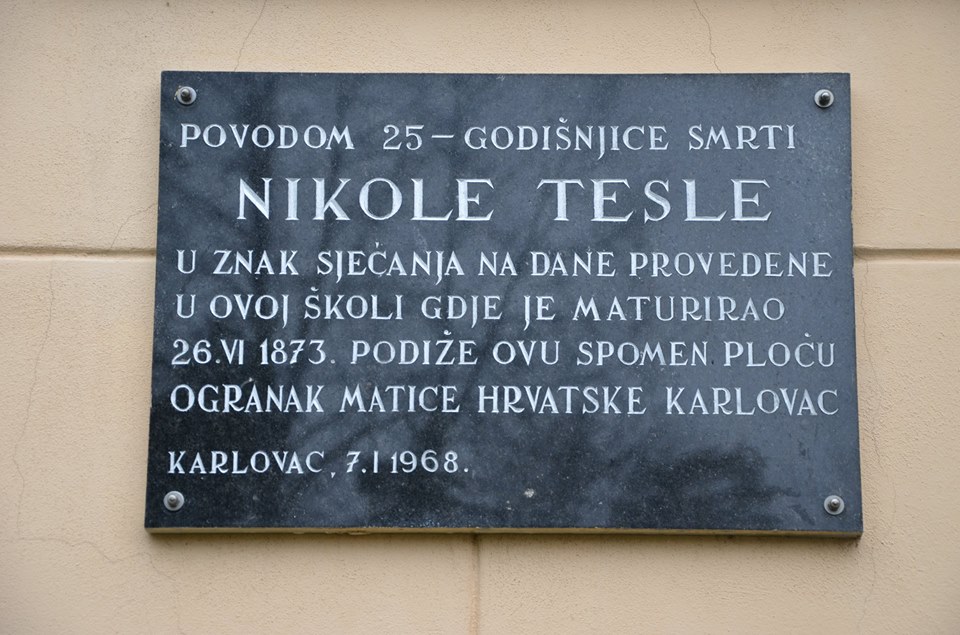 POVODOM 25-GODIŠNJICE SMRTI
NIKOLE TESLE
U ZNAK SJEĆANJA NA DANE PROVEDENE
U OVOJ ŠKOLI GDJE JE MATURIRAO
26.VI 1873. PODIŽE OVU SPOMEN PLOČU
OGRANAK MATICE HRVATSKE KARLOVAC
KARLOVAC, 7.I 1968.